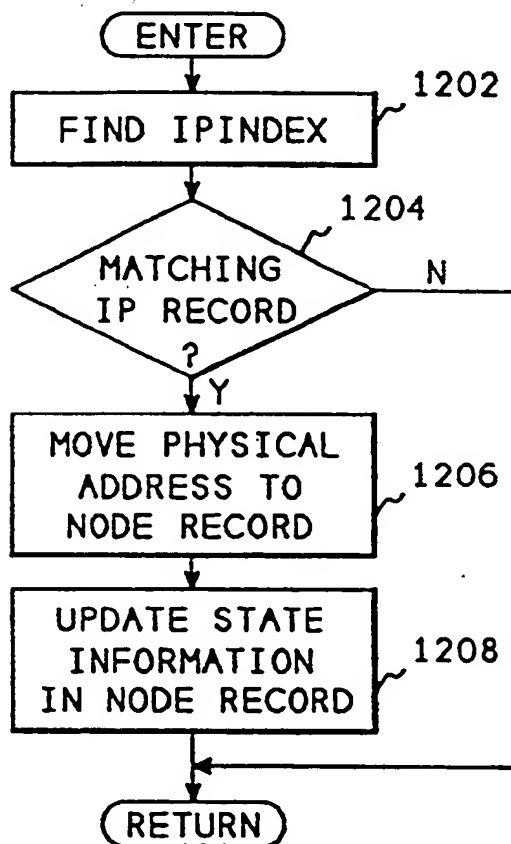 ENTER
1202
FIND IPINDEX
1204
MATCHING
IP RECORD
?
N
Y
MOVE PHYSICAL
ADDRESS TO
NODE RECORD
1206
UPDATE STATE
INFORMATION
IN NODE RECORD
1208
RETURN